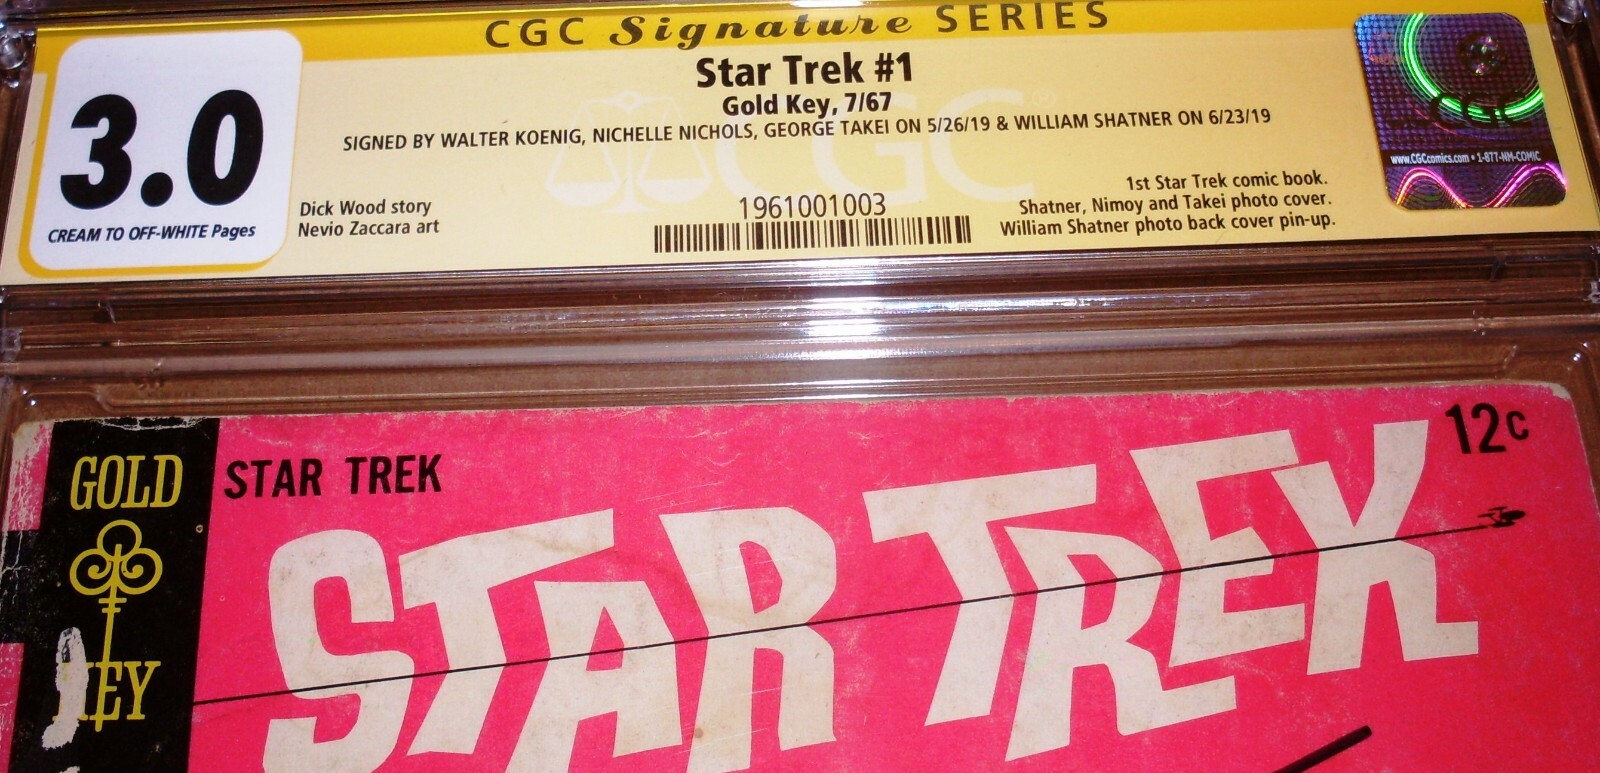 CGC Signature SERIES
Star Trek #1
Gold Key, 7/67
SIGNED BY WALTER KOENIG, NICHELLE NICHOLS, GEORGE TAKEI ON 5/26/19 & WILLIAM SHATNER ON 6/23/19
3.0
CREAM TO OFF-WHITE Pages
Dick Wood story
Nevio Zaccara art
1961001003
1st Star Trek comic book.
Shatner, Nimoy and Takei photo cover.
William Shatner photo back cover pin-up.
CGC
CGC
www.CGCcomics.com • 1-877-NM-COMIC
GOLD
KEY
STAR TREK
12c
STAR TREK